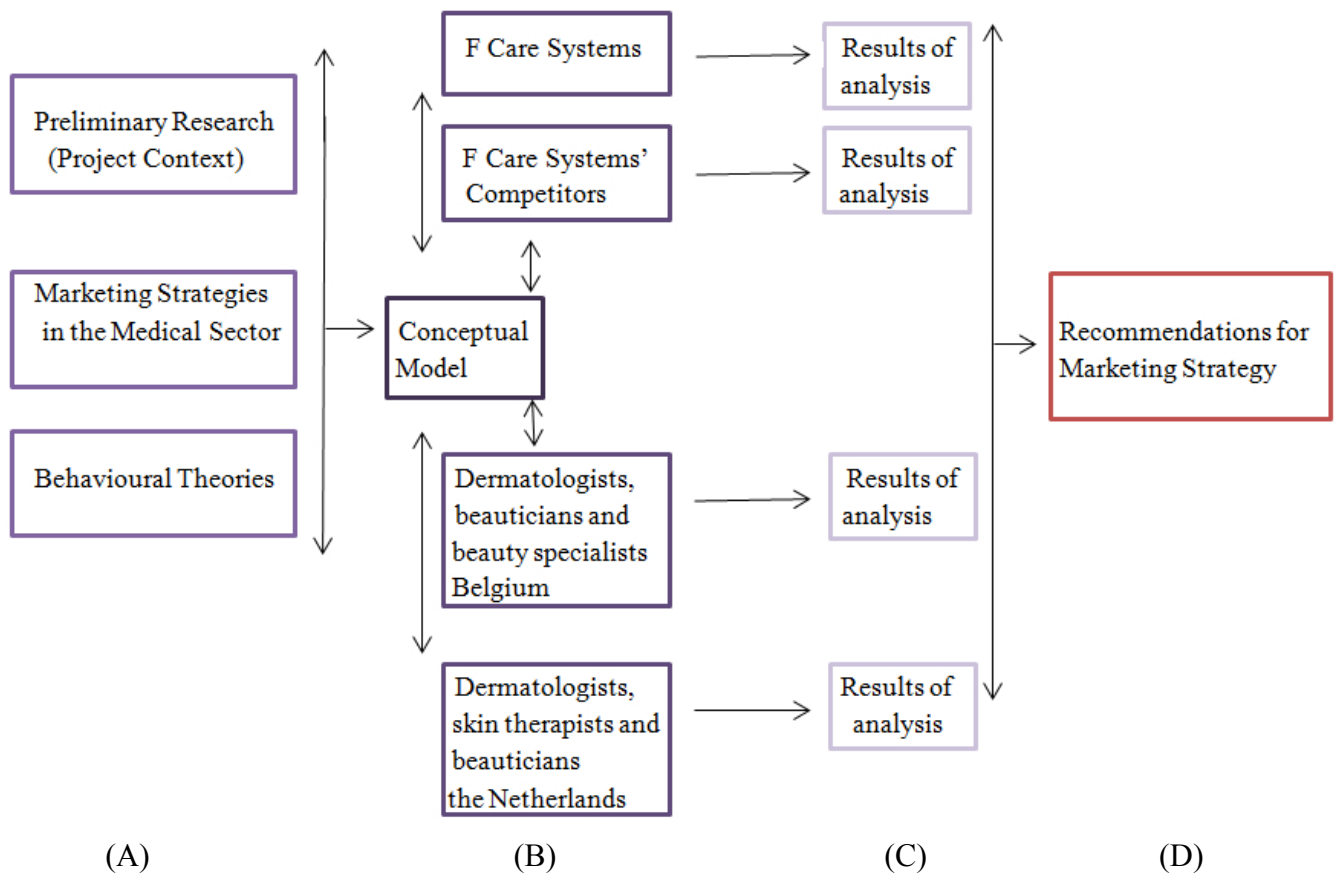 Preliminary Research
(Project Context)
Marketing Strategies
in the Medical Sector
Behavioural Theories
F Care Systems
F Care Systems’
Competitors
Conceptual
Model
Dermatologists,
beauticians and
beauty specialists
Belgium
Dermatologists,
skin therapists and
beauticians
the Netherlands
Results of
analysis
Results of
analysis
Results of
analysis
Results of
analysis
Recommendations for
Marketing Strategy
(A)
(B)
(C)
(D)